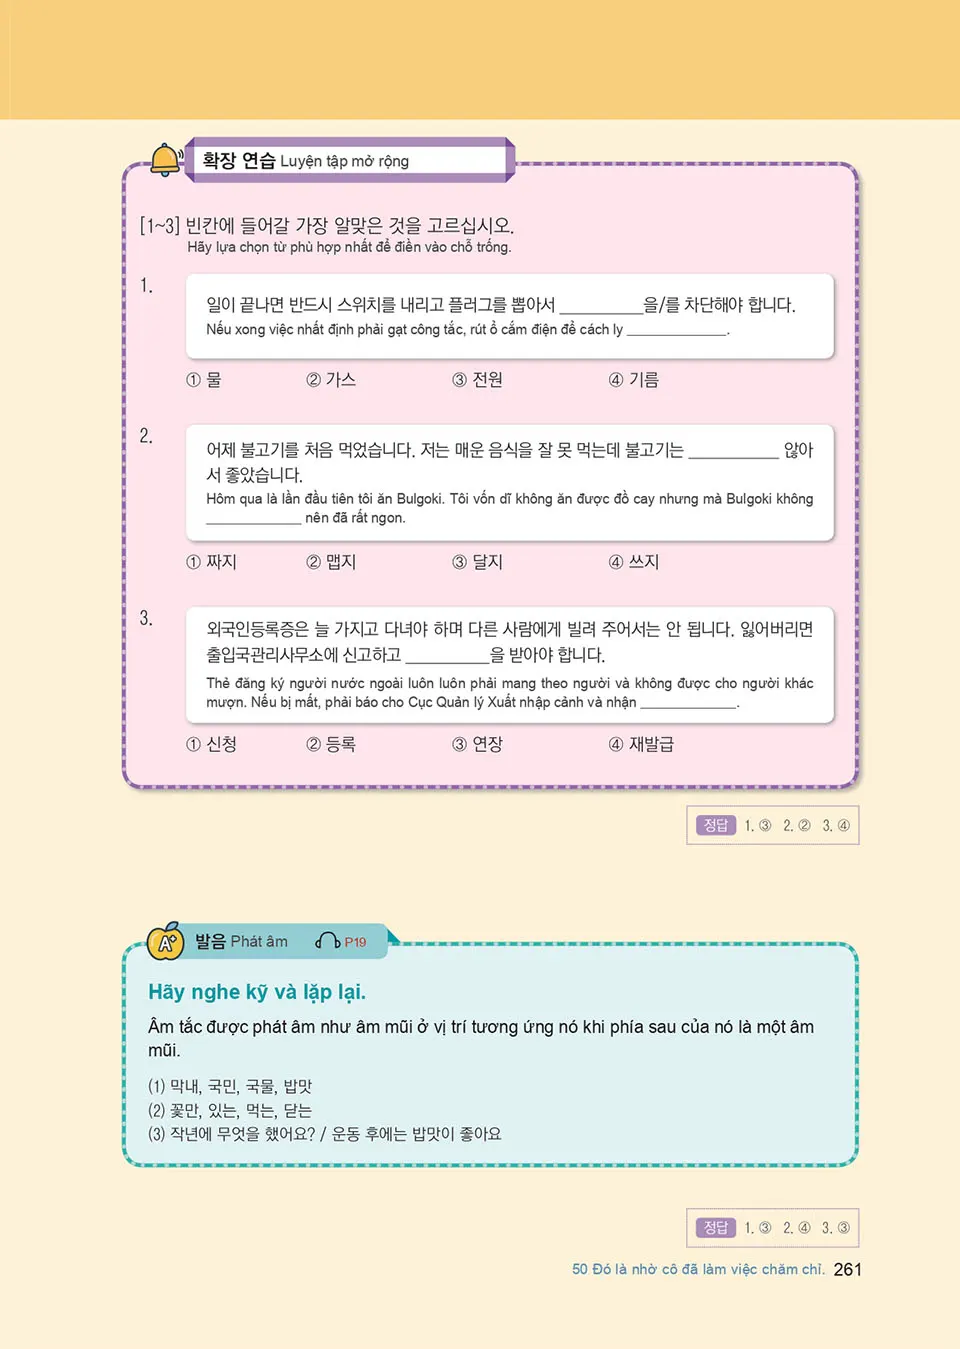 확장 연습 Luyện tập mở rộng
[1~3] 빈칸에 들어갈 가장 알맞은 것을 고르십시오.
Hãy lựa chọn từ phù hợp nhất để điền vào chỗ trống.
1.
일이 끝나면 반드시 스위치를 내리고 플러그를 뽑아서 __________을/를 차단해야 합니다.
Nếu xong việc nhất định phải gạt công tắc, rút ổ cắm điện để cách ly ____________.
① 물 ② 가스 ③ 전원 ④ 기름
2.
어제 불고기를 처음 먹었습니다. 저는 매운 음식을 잘 못 먹는데 불고기는 ___________ 않아
서 좋았습니다.
Hôm qua là lần đầu tiên tôi ăn Bulgoki. Tôi vốn dĩ không ăn được đồ cay nhưng mà Bulgoki không
____________ nên đã rất ngon.
① 짜지 ② 맵지 ③ 달지 ④ 쓰지
3.
외국인등록증은 늘 가지고 다녀야 하며 다른 사람에게 빌려 주어서는 안 됩니다. 잃어버리면
출입국관리사무소에 신고하고 __________을 받아야 합니다.
Thẻ đăng ký người nước ngoài luôn luôn phải mang theo người và không được cho người khác
mượn. Nếu bị mất, phải báo cho Cục Quản lý Xuất nhập cảnh và nhận ____________.
① 신청 ② 등록 ③ 연장 ④ 재발급
정답 1. ③ 2. ② 3. ④
A+ 발음 Phát âm P19
Hãy nghe kỹ và lặp lại.
Âm tắc được phát âm như âm mũi ở vị trí tương ứng nó khi phía sau của nó là một âm
mũi.
(1) 막내, 국민, 국물, 밥맛
(2) 꽃만, 있는, 먹는, 닫는
(3) 작년에 무엇을 했어요? / 운동 후에는 밥맛이 좋아요
정답 1. ③ 2. ④ 3. ③
50 Đó là nhờ cô đã làm việc chăm chỉ. 261